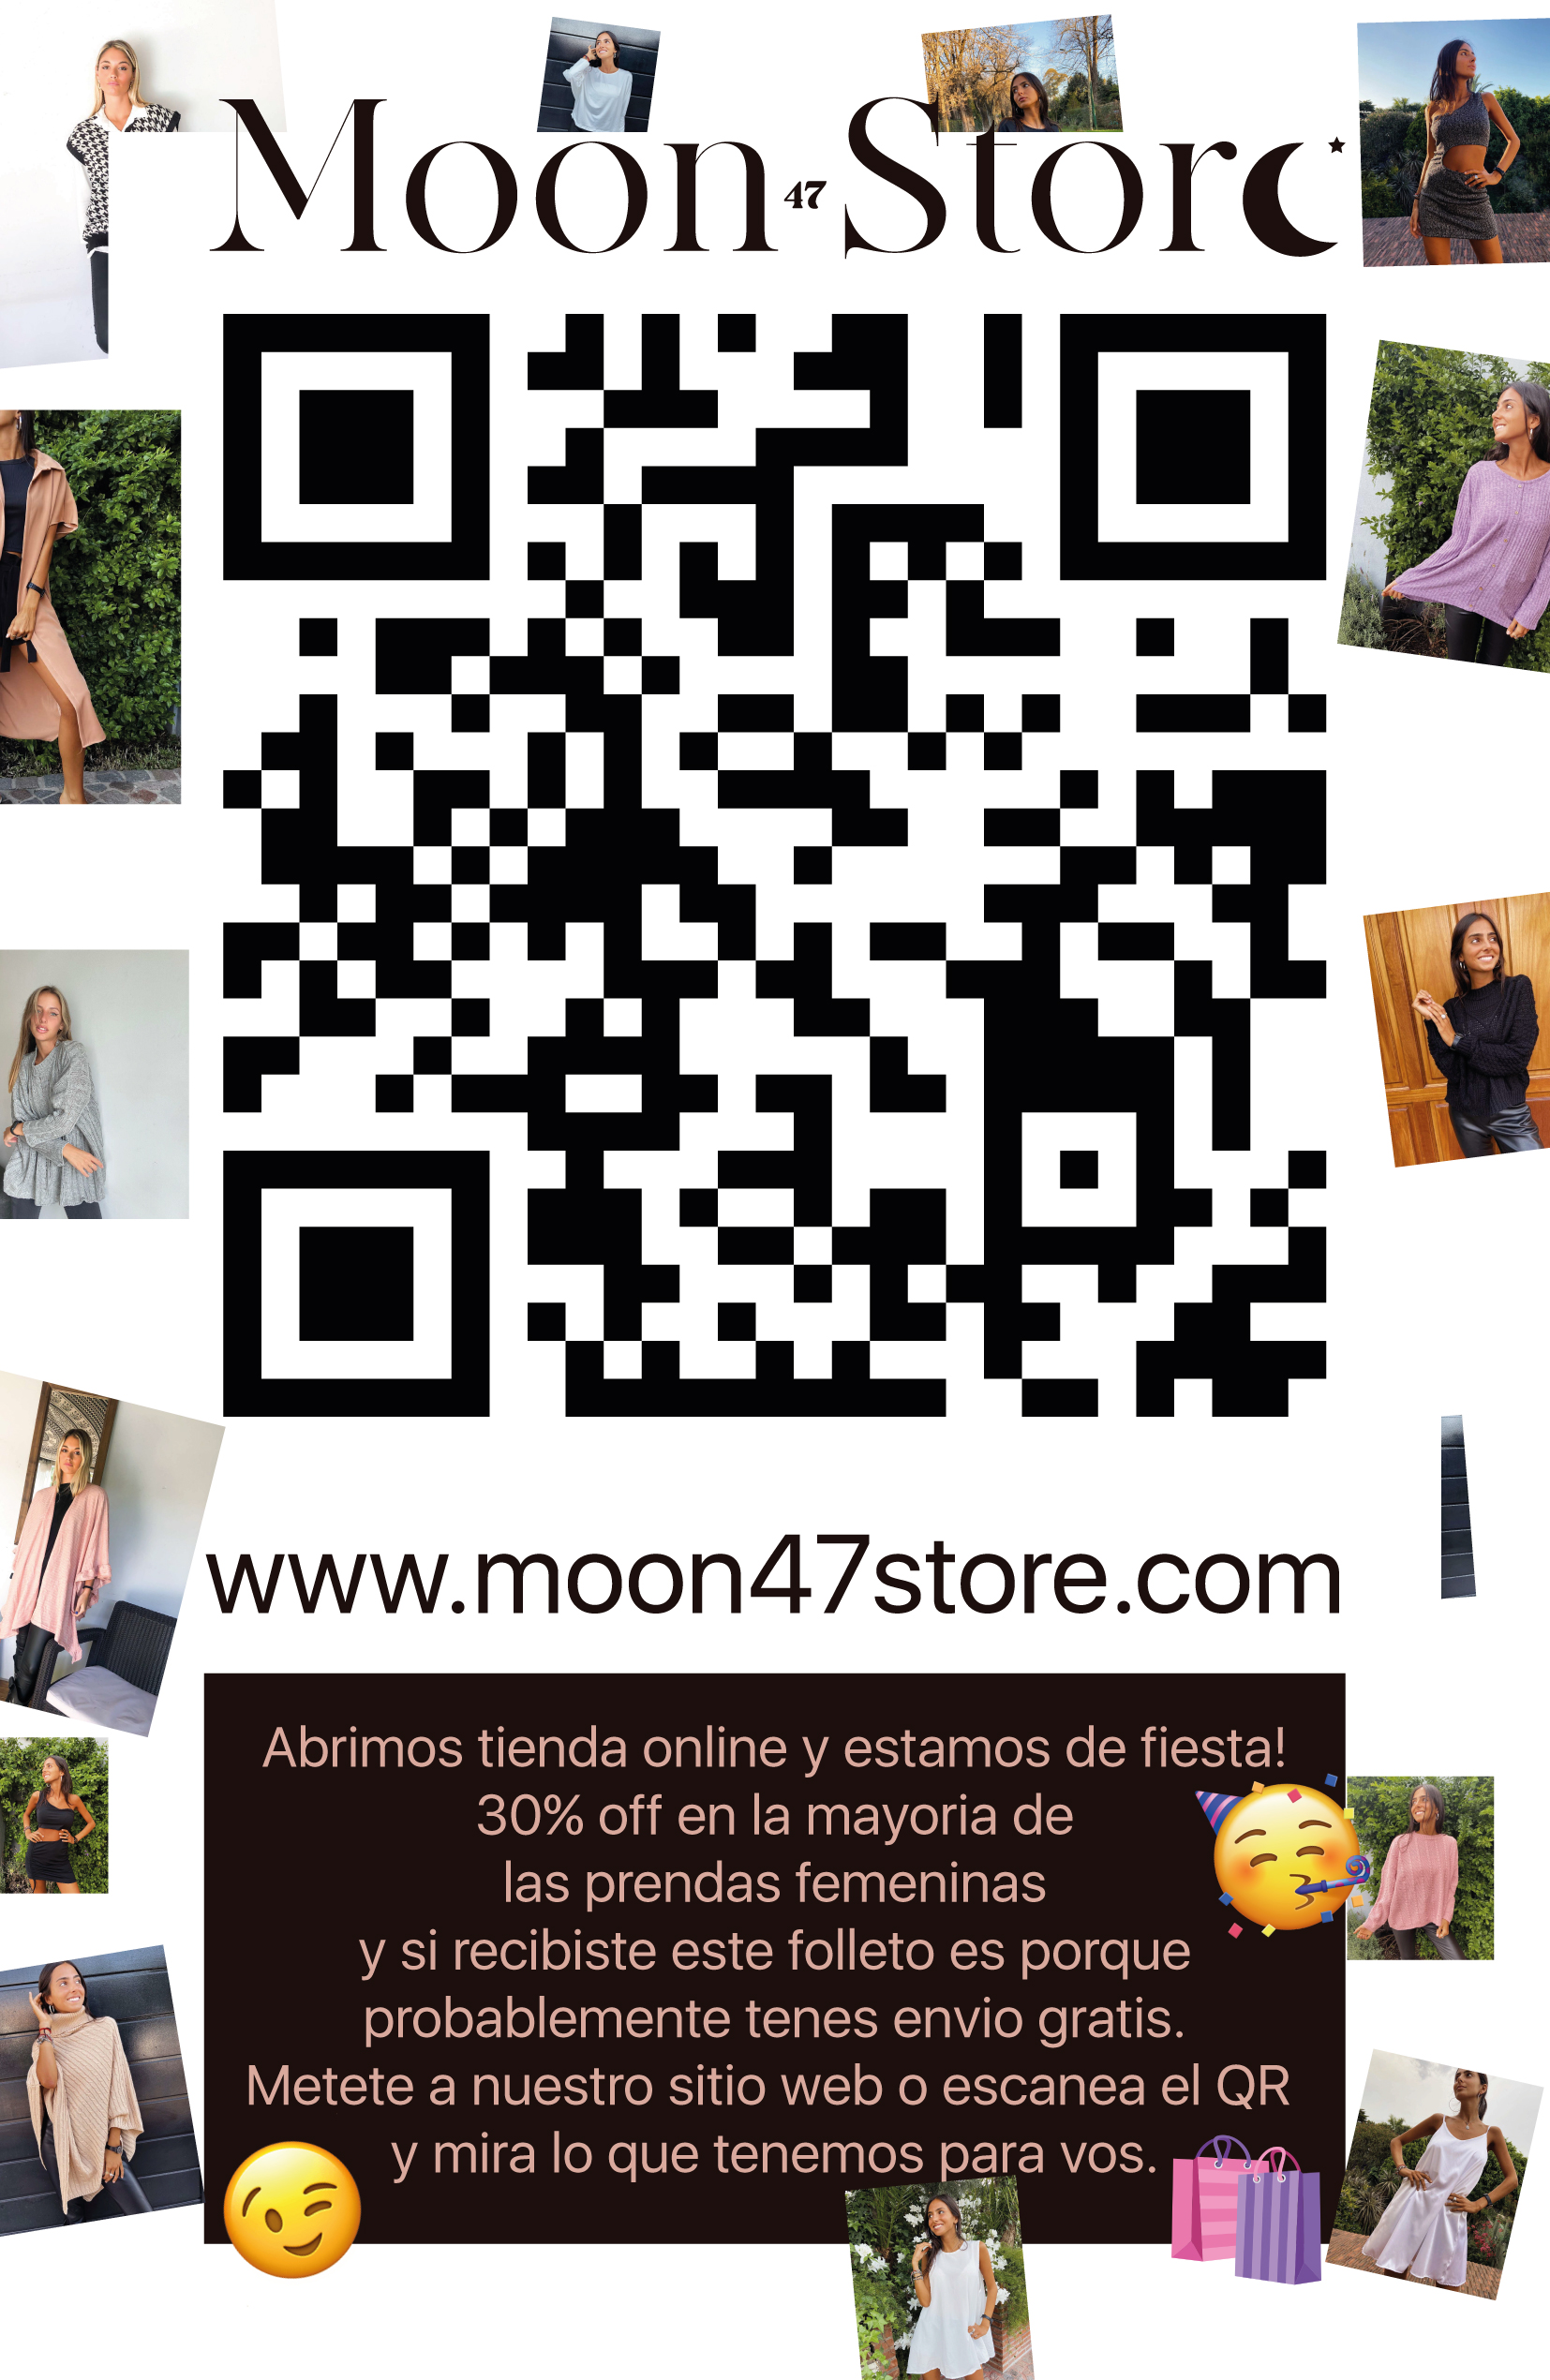 Moon 47 Store
www.moon47store.com
Abrimos tienda online y estamos de fiesta!
30% off en la mayoria de
las prendas femeninas
y si recibiste este folleto es porque
probablemente tenes envio gratis.
Metete a nuestro sitio web o escanea el QR
y mira lo que tenemos para vos.